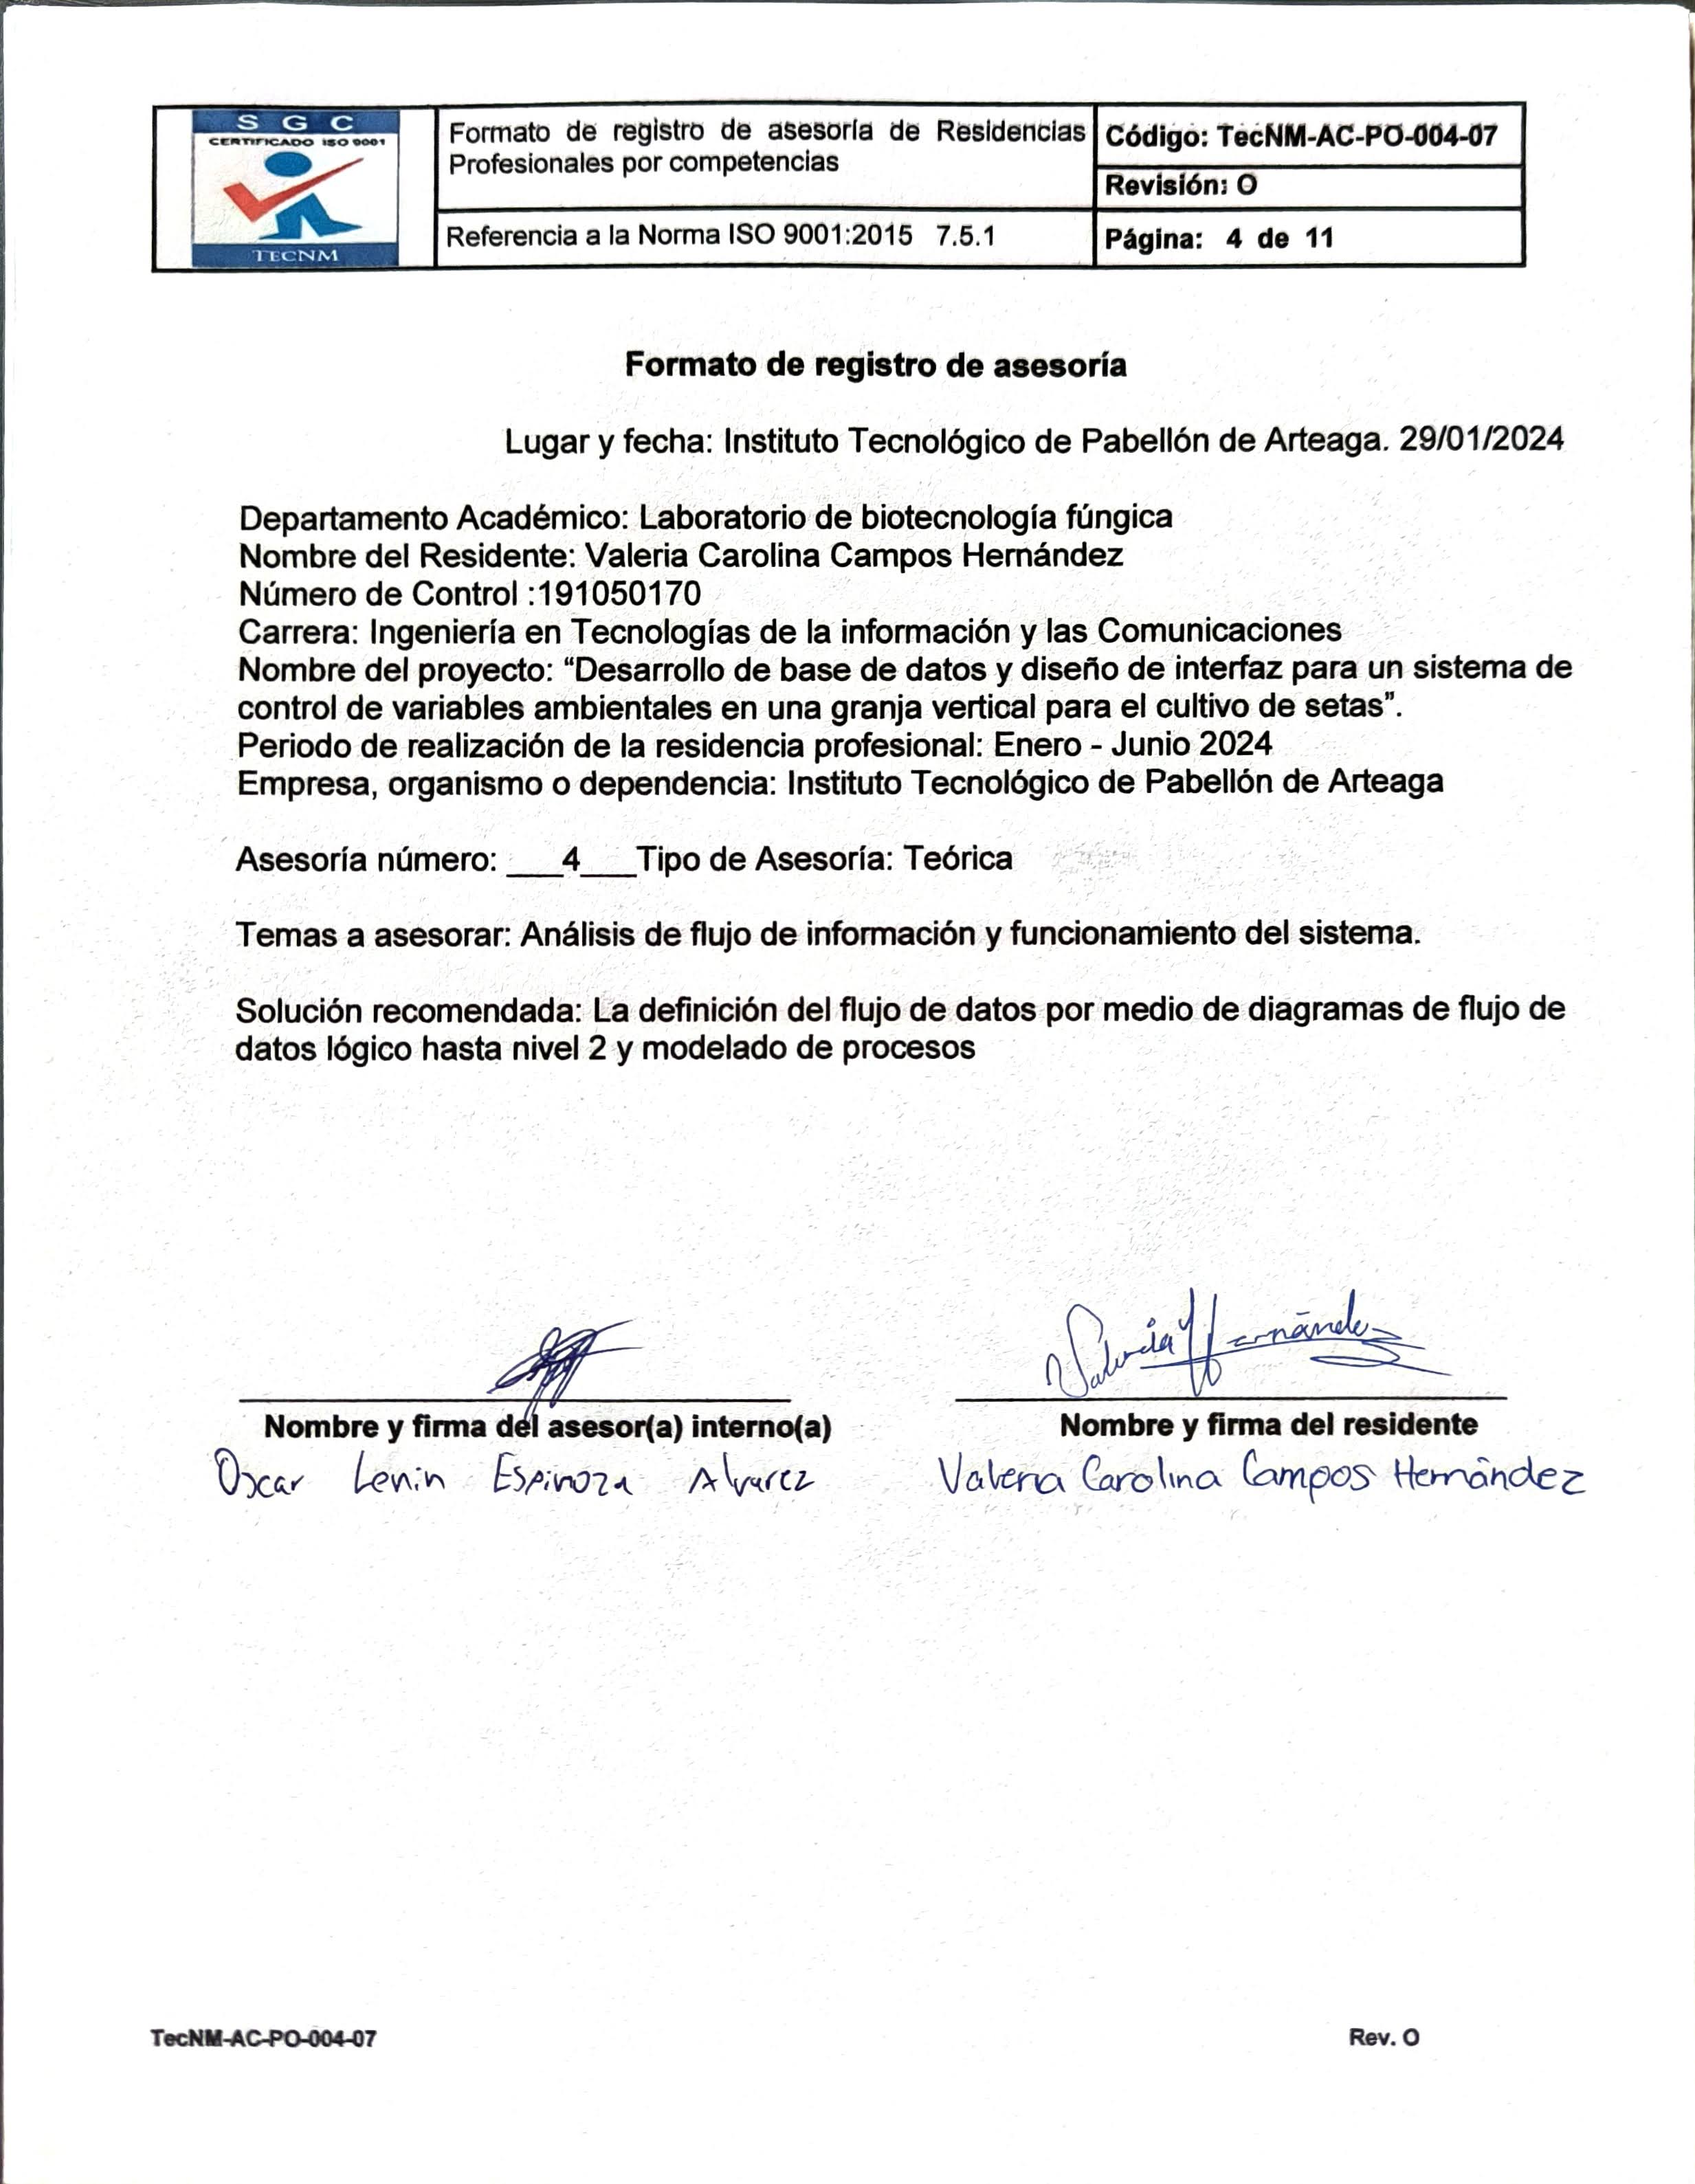 S G C
CERTIFICADO ISO 9001
TECNM
Formato de registro de asesoría de Residencias
Profesionales por competencias
Referencia a la Norma ISO 9001:2015 7.5.1
Código: TecNM-AC-PO-004-07
Revisión: O
Página: 4 de 11
Formato de registro de asesoría
Lugar y fecha: Instituto Tecnológico de Pabellón de Arteaga. 29/01/2024
Departamento Académico: Laboratorio de biotecnología fúngica
Nombre del Residente: Valeria Carolina Campos Hernández
Número de Control :191050170
Carrera: Ingeniería en Tecnologías de la información y las Comunicaciones
Nombre del proyecto: “Desarrollo de base de datos y diseño de interfaz para un sistema de
control de variables ambientales en una granja vertical para el cultivo de setas”.
Periodo de realización de la residencia profesional: Enero - Junio 2024
Empresa, organismo o dependencia: Instituto Tecnológico de Pabellón de Arteaga
Asesoría número: ___4___Tipo de Asesoría: Teórica
Temas a asesorar: Análisis de flujo de información y funcionamiento del sistema.
Solución recomendada: La definición del flujo de datos por medio de diagramas de flujo de
datos lógico hasta nivel 2 y modelado de procesos
Valeria Hernández
Nombre y firma del asesor(a) interno(a)
Nombre y firma del residente
Oscar Lenin Espinoza Alvarez
Valeria Carolina Campos Hernández
TecNM-AC-PO-004-07
Rev. O